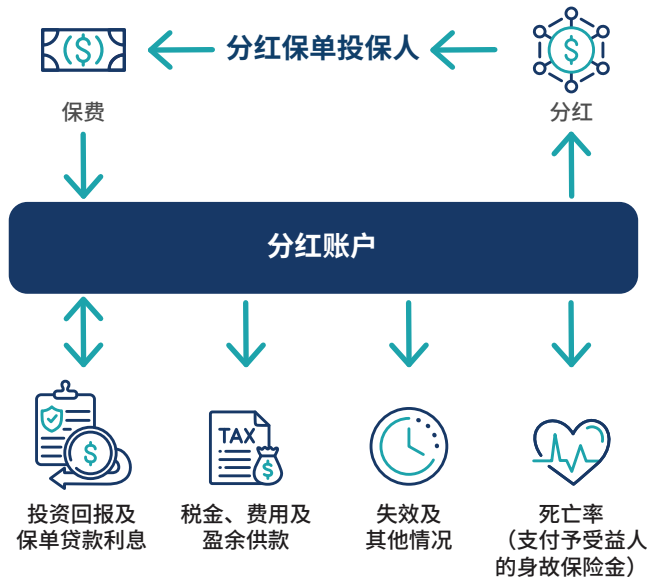 ($)
分红保单投保人
$
保费
分红
分红账户
$
TAX
$
投资回报及
保单贷款利息
税金、费用及
盈余供款
失效及
其他情况
死亡率
（支付予受益人
的身故保险金）